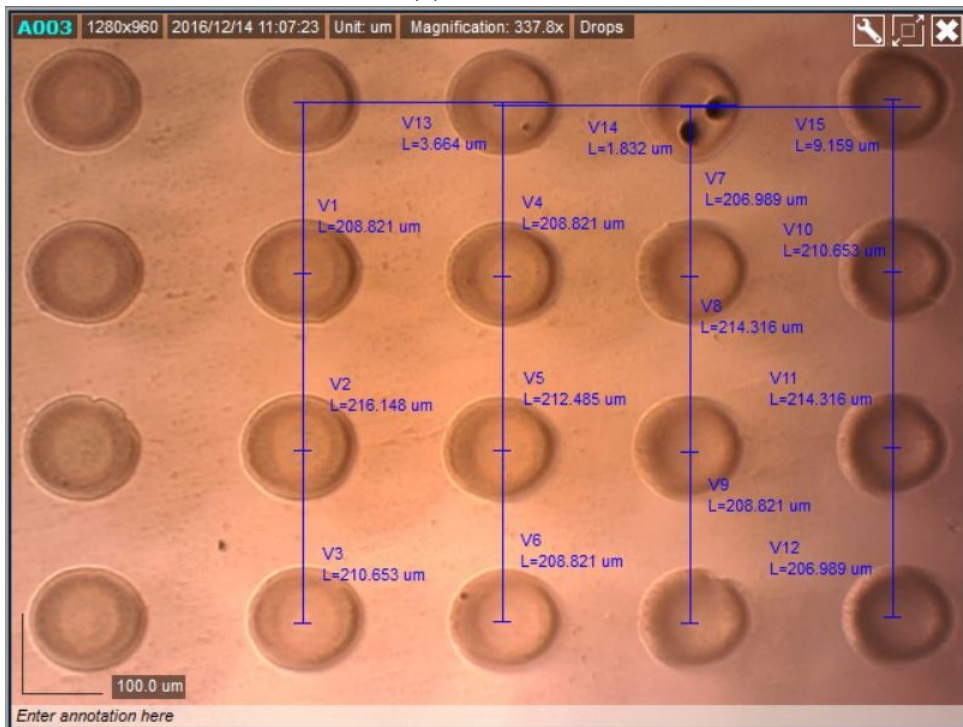 A003 1280x960 2016/12/14 11:07:23 Unit: um Magnification: 337.8x Drops
V13
L=3.664 um
V14
L=1.832 um
V15
L=9.159 um
V7
L=206.989 um
V1
L=208.821 um
V4
L=208.821 um
V10
L=210.653 um
V8
L=214.316 um
V2
L=216.148 um
V5
L=212.485 um
V11
L=214.316 um
V9
L=208.821 um
V3
L=210.653 um
V6
L=208.821 um
V12
L=206.989 um
100.0 um
Enter annotation here